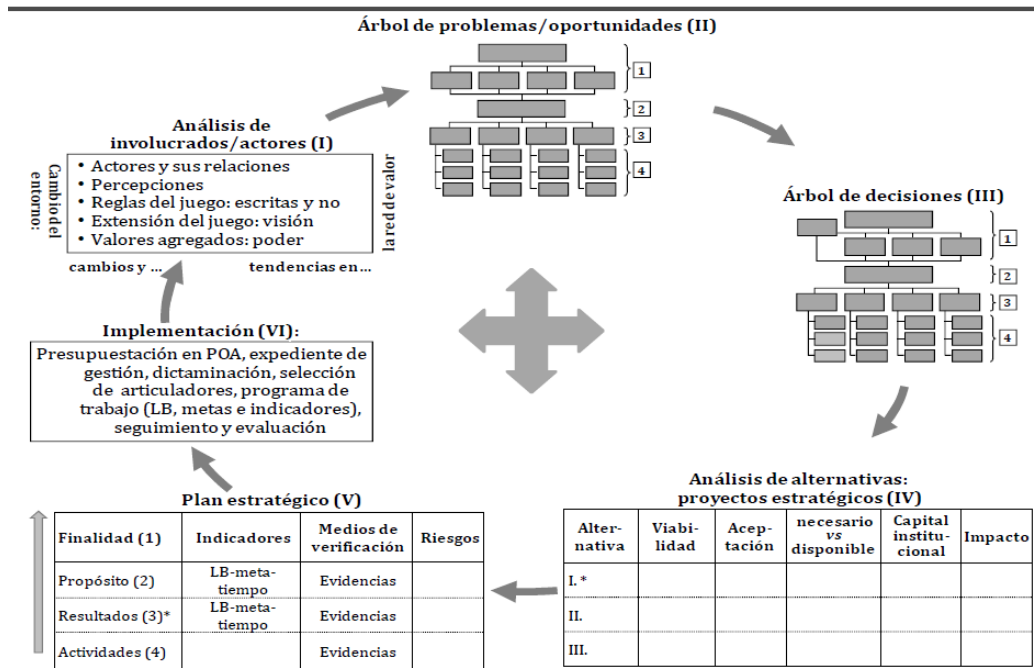 Árbol de problemas/oportunidades (II)
1
2
3
4
Análisis de
involucrados/actores (I)
Cambio del
entorno:
• Actores y sus relaciones
• Percepciones
• Reglas del juego: escritas y no
• Extensión del juego: visión
• Valores agregados: poder
la red de valor
cambios y ...
tendencias en...
Árbol de decisiones (III)
1
2
3
4
Implementación (VI):
Presupuestación en POA, expediente de
gestión, dictaminación, selección
de articuladores, programa de
trabajo (LB, metas e indicadores),
seguimiento y evaluación
Análisis de alternativas:
proyectos estratégicos (IV)
Alter-
nativa
Viabi-
lidad
Acep-
tación
necesario
vs
disponible
Capital
institu-
cional
Impacto
I. *
II.
III.
Plan estratégico (V)
Finalidad (1)
Indicadores
Medios de
verificación
Riesgos
Propósito (2)
LB-meta-
tiempo
Evidencias
Resultados (3)*
LB-meta-
tiempo
Evidencias
Actividades (4)
Evidencias